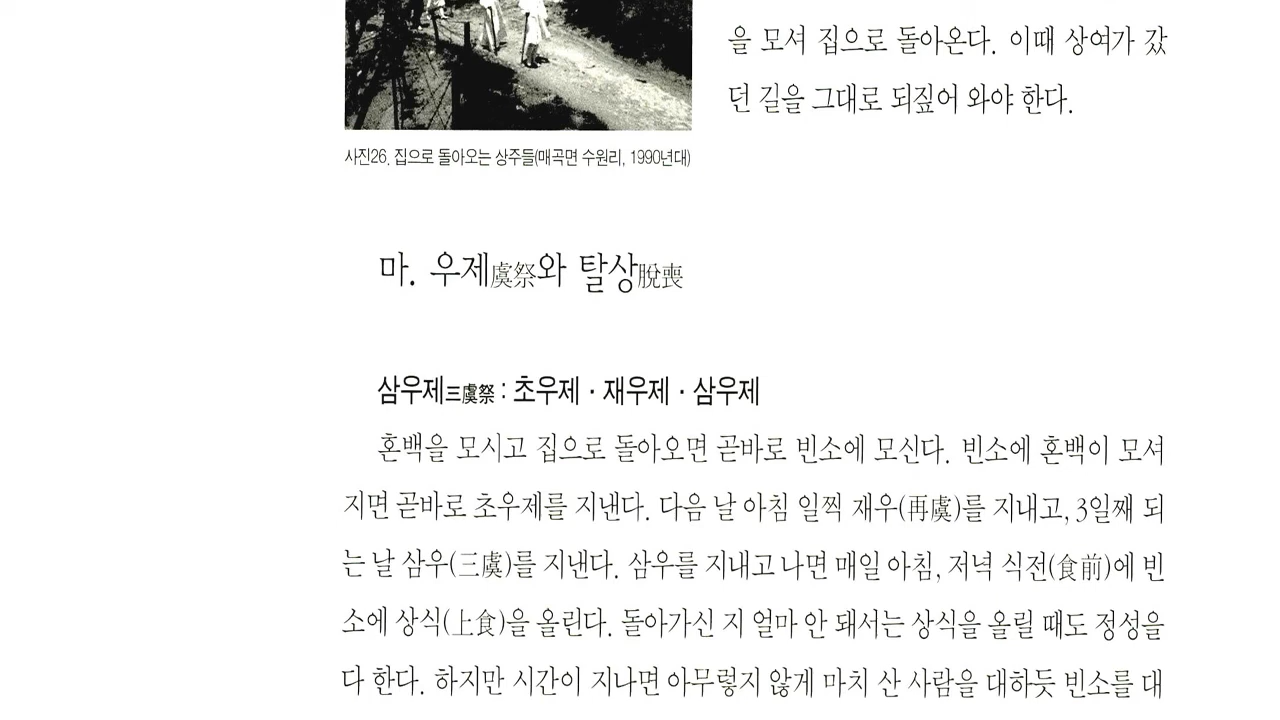 을 모셔 집으로 돌아온다. 이때 상여가 갔
던 길을 그대로 되짚어 와야 한다.
사진26. 집으로 돌아오는 상주들(매곡면 수원리, 1990년대)
마. 우제虞祭와 탈상脫喪
삼우제三虞祭 : 초우제 · 재우제 · 삼우제
혼백을 모시고 집으로 돌아오면 곧바로 빈소에 모신다. 빈소에 혼백이 모셔
지면 곧바로 초우제를 지낸다. 다음 날 아침 일찍 재우(再虞)를 지내고, 3일째 되
는 날 삼우(三虞)를 지낸다. 삼우를 지내고 나면 매일 아침, 저녁 식전(食前)에 빈
소에 상식(上食)을 올린다. 돌아가신 지 얼마 안 돼서는 상식을 올릴 때도 정성을
다 한다. 하지만 시간이 지나면 아무렇지 않게 마치 산 사람을 대하듯 빈소를 대